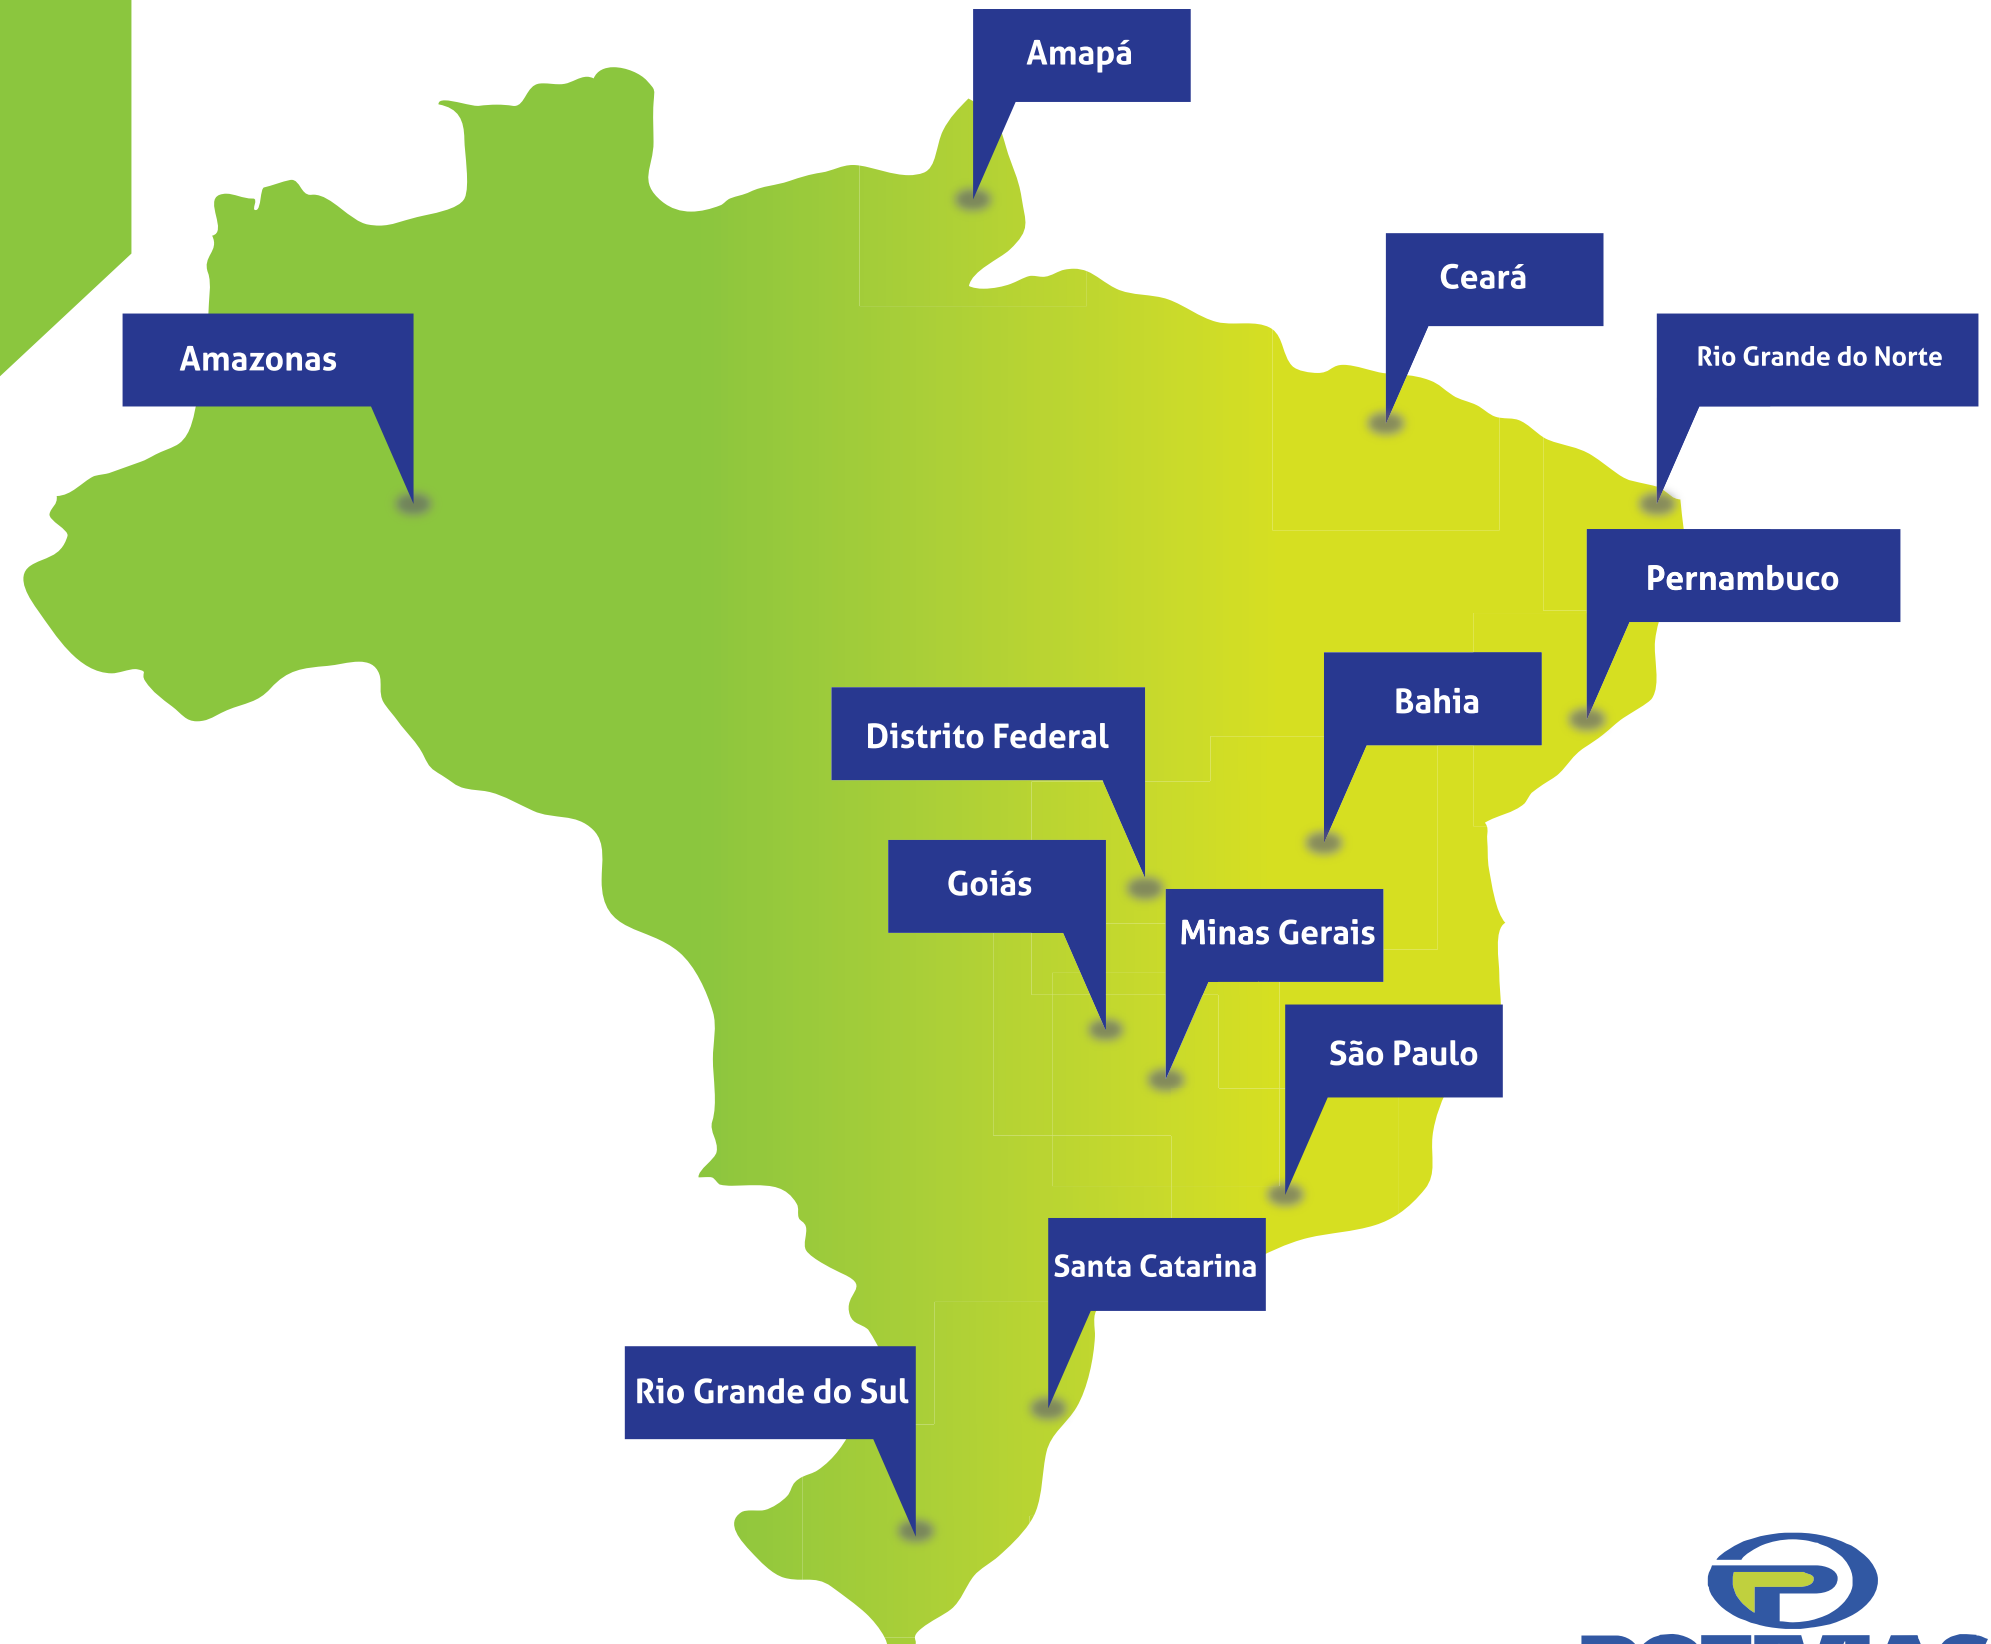 Amapá
Ceará
Rio Grande do Norte
Amazonas
Pernambuco
Bahia
Distrito Federal
Goiás
Minas Gerais
São Paulo
Santa Catarina
Rio Grande do Sul